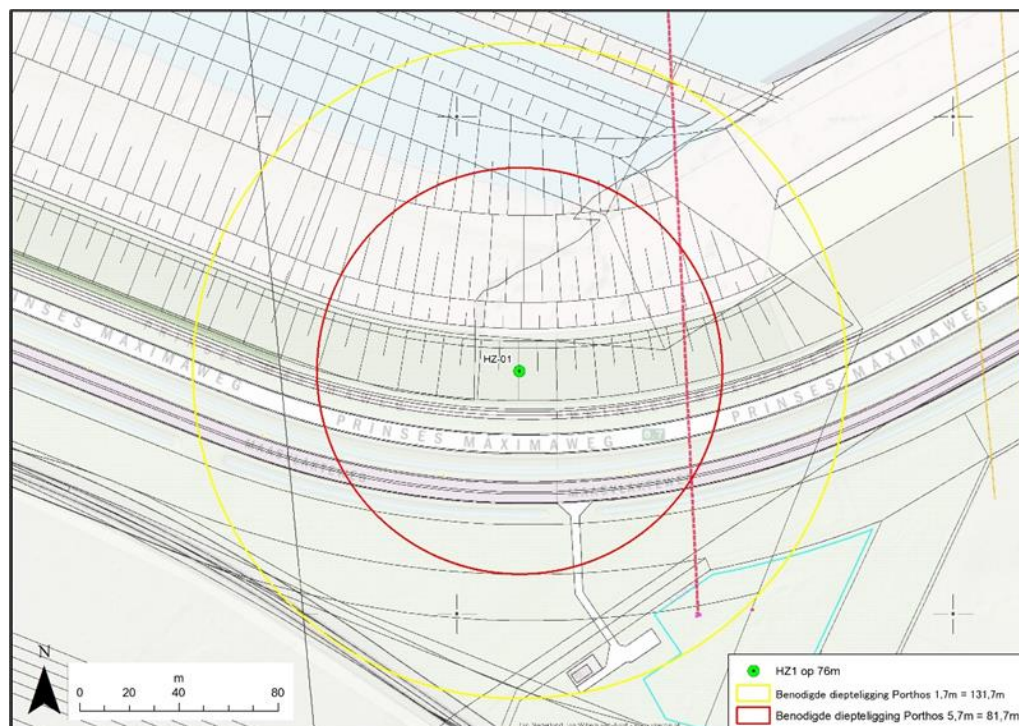 HZ-01
PRINSES MAXIMAWEG
PRINSES MAXIMAWEG
PRINSES MAXIMAWEG
N
m
0 20 40 80
HZ1 op 76m
Benodigde diepteligging Porthos 1,7m = 131,7m
Benodigde diepteligging Porthos 5,7m = 81,7m